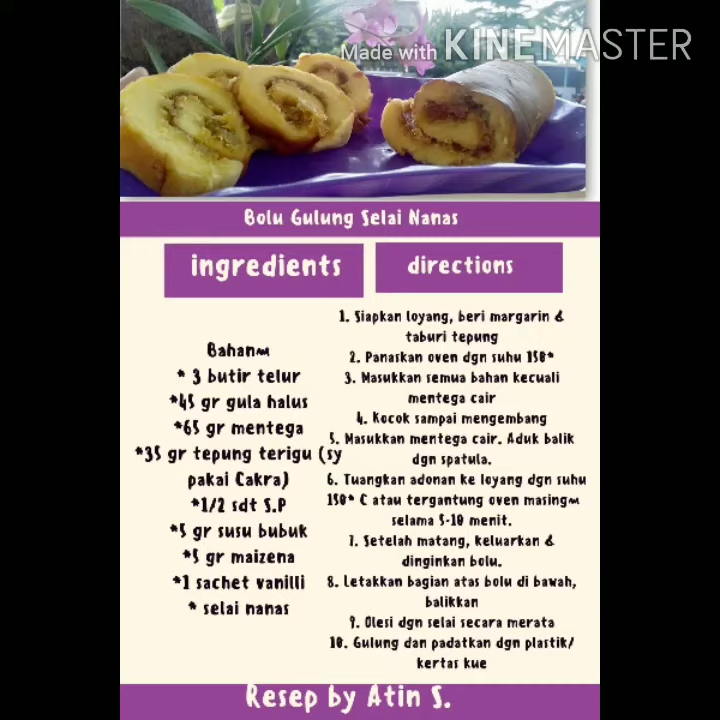 Made with KINEMASTER
Bolu Gulung Selai Nanas
ingredients
Bahan~
* 3 butir telur
*45 gr gula halus
*65 gr mentega
*35 gr tepung terigu (sy
pakai Cakra)
*1/2 sdt S.P
*5 gr susu bubuk
*5 gr maizena
*1 sachet vanilli
* selai nanas
directions
1. Siapkan loyang, beri margarin &
taburi tepung
2. Panaskan oven dgn suhu 150*
3. Masukkan semua bahan kecuali
mentega cair
4. Kocok sampai mengembang
5. Masukkan mentega cair. Aduk balik
dgn spatula.
6. Tuangkan adonan ke loyang dgn suhu
150* C atau tergantung oven masing~
selama 5-10 menit.
7. Setelah matang, keluarkan &
dinginkan bolu.
8. Letakkan bagian atas bolu di bawah,
balikkan
9. Olesi dgn selai secara merata
10. Gulung dan padatkan dgn plastik/
kertas kue
Resep by Atin S.